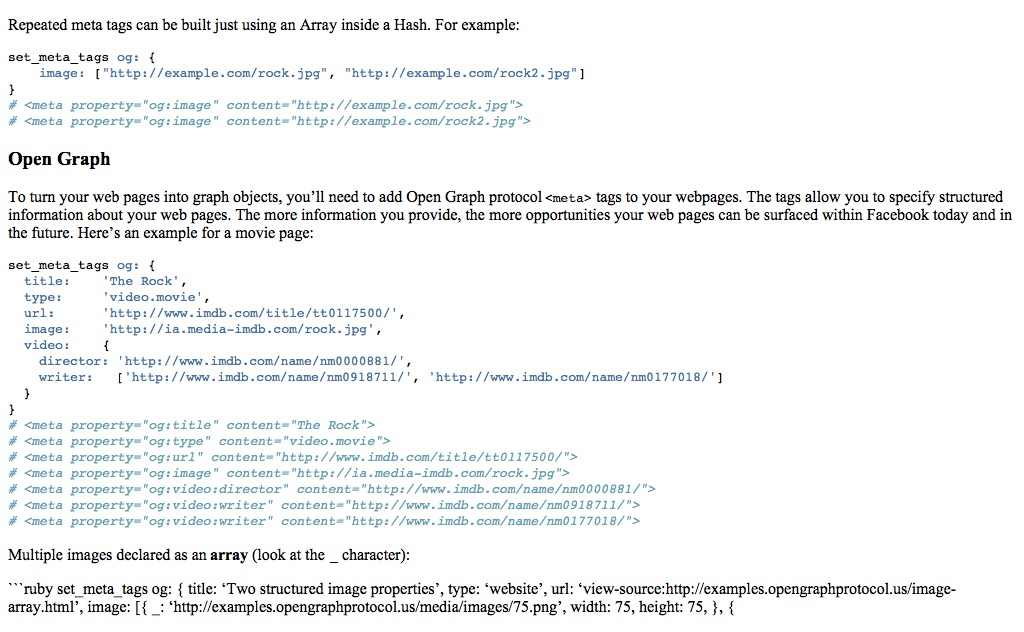 Repeated meta tags can be built just using an Array inside a Hash. For example:
set_meta_tags og: {
    image: ["http://example.com/rock.jpg", "http://example.com/rock2.jpg"]
}
# <meta property="og:image" content="http://example.com/rock.jpg">
# <meta property="og:image" content="http://example.com/rock2.jpg">
Open Graph
To turn your web pages into graph objects, you’ll need to add Open Graph protocol <meta> tags to your webpages. The tags allow you to specify structured
information about your web pages. The more information you provide, the more opportunities your web pages can be surfaced within Facebook today and in
the future. Here’s an example for a movie page:
set_meta_tags og: {
  title:    'The Rock',
  type:     'video.movie',
  url:      'http://www.imdb.com/title/tt0117500/',
  image:    'http://ia.media-imdb.com/rock.jpg',
  video:    {
    director: 'http://www.imdb.com/name/nm0000881/',
    writer:   ['http://www.imdb.com/name/nm0918711/', 'http://www.imdb.com/name/nm0177018/']
  }
}
# <meta property="og:title" content="The Rock">
# <meta property="og:type" content="video.movie">
# <meta property="og:url" content="http://www.imdb.com/title/tt0117500/">
# <meta property="og:image" content="http://ia.media-imdb.com/rock.jpg">
# <meta property="og:video:director" content="http://www.imdb.com/name/nm0000881/">
# <meta property="og:video:writer" content="http://www.imdb.com/name/nm0918711/">
# <meta property="og:video:writer" content="http://www.imdb.com/name/nm0177018/">
Multiple images declared as an array (look at the _ character):
```ruby set_meta_tags og: { title: ‘Two structured image properties’, type: ‘website’, url: ‘view-source:http://examples.opengraphprotocol.us/image-
array.html’, image: [{ _: ‘http://examples.opengraphprotocol.us/media/images/75.png’, width: 75, height: 75, }, {